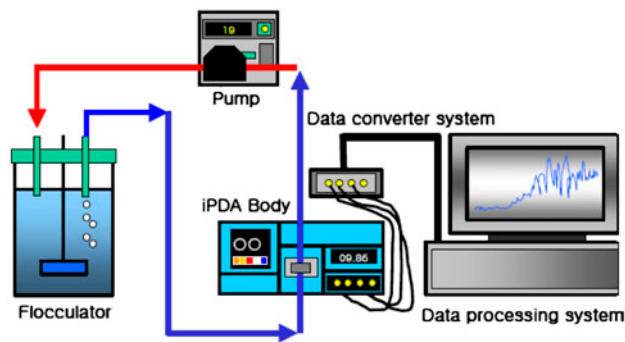 19
Pump
Data converter system
iPDA Body
09.86
Flocculator
Data processing system